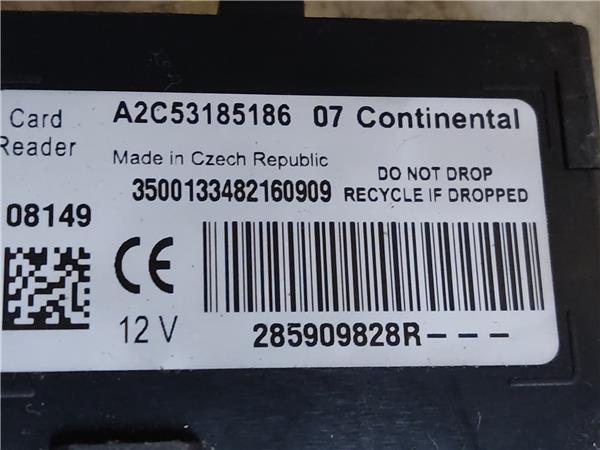 Card
Reader
A2C53185186 07 Continental
Made in Czech Republic
3500133482160909
DO NOT DROP
RECYCLE IF DROPPED
08149
CE
12 V
285909828R---